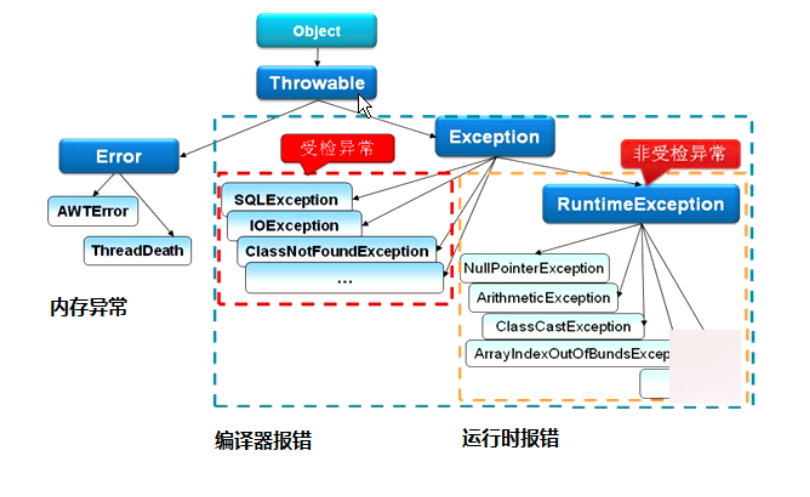 Object
Throwable
Exception
受检异常
非受检异常
Error
SQLException
RuntimeException
AWTError
IOException
ThreadDeath
ClassNotFoundException
...
NullPointerException
内存异常
ArithmeticException
ClassCastException
ArrayIndexOutOfBundsExcep
编译器报错
运行时报错